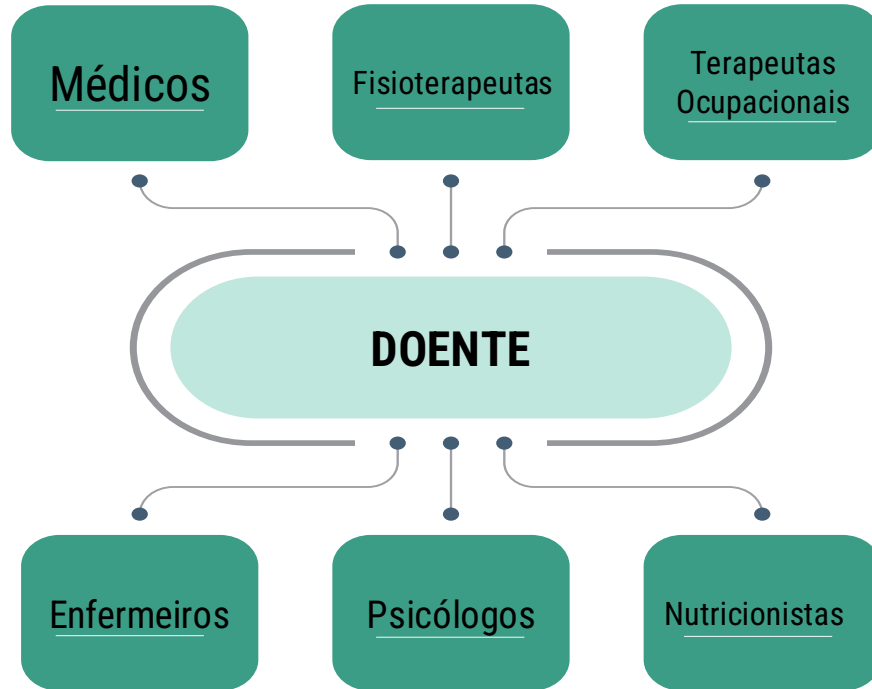 Médicos
Fisioterapeutas
Terapeutas
Ocupacionais
DOENTE
Enfermeiros
Psicólogos
Nutricionistas